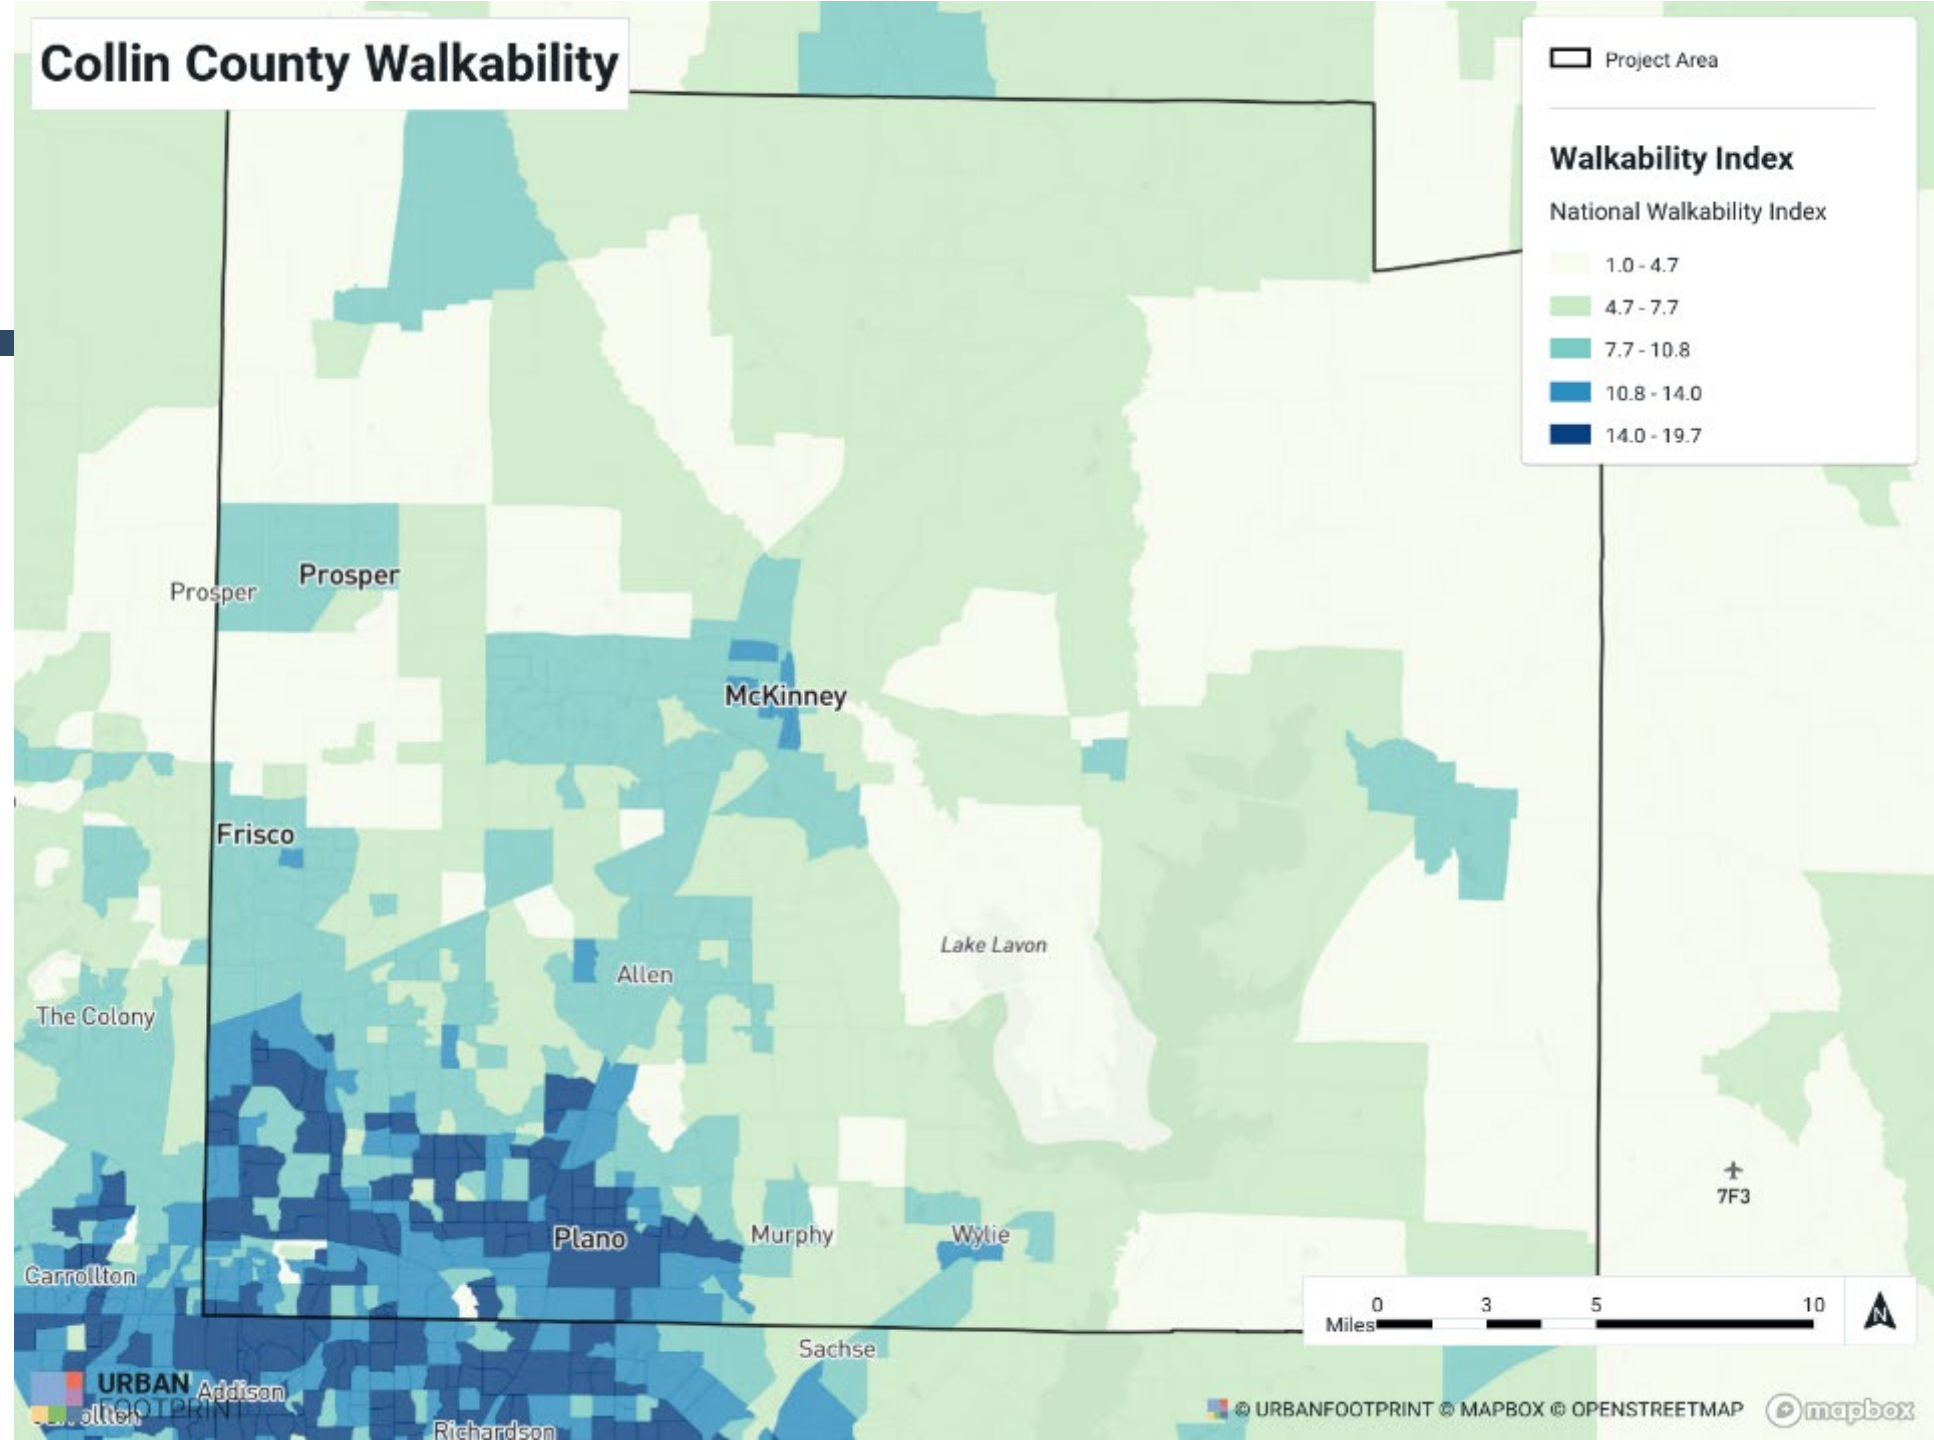 Collin County Walkability
Project Area
Walkability Index
National Walkability Index
1.0 - 4.7
4.7 - 7.7
7.7 - 10.8
10.8 - 14.0
14.0 - 19.7
Prosper
Prosper
McKinney
Frisco
Lake Lavon
Allen
The Colony
7F3
Plano
Murphy
Wylie
Carrollton
0 3 5 10
Miles
N
Sachse
URBAN
FOOTPRINT
Addison
Richardson
© URBANFOOTPRINT © MAPBOX © OPENSTREETMAP
mapbox